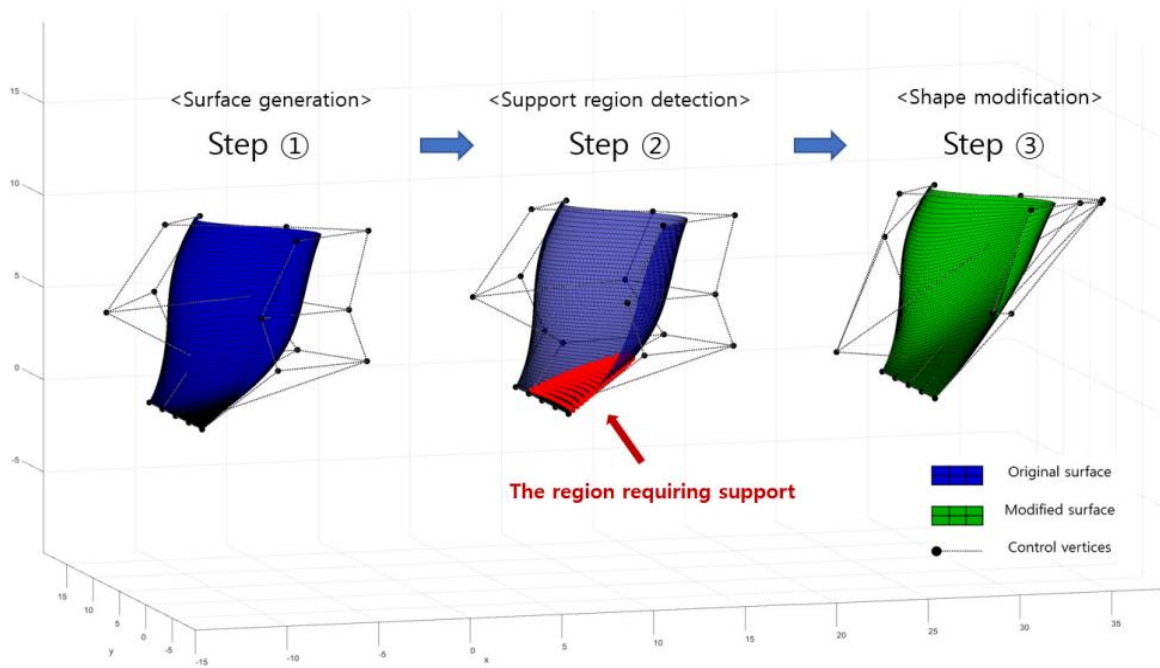 <Surface generation>
<Support region detection>
<Shape modification>
Step ①
Step ②
Step ③
15
10
5
0
-5
The region requiring support
Original surface
Modified surface
Control vertices
15
10
5
0
-5
y
-15
-10
-5
0
5
10
15
20
25
30
35
x